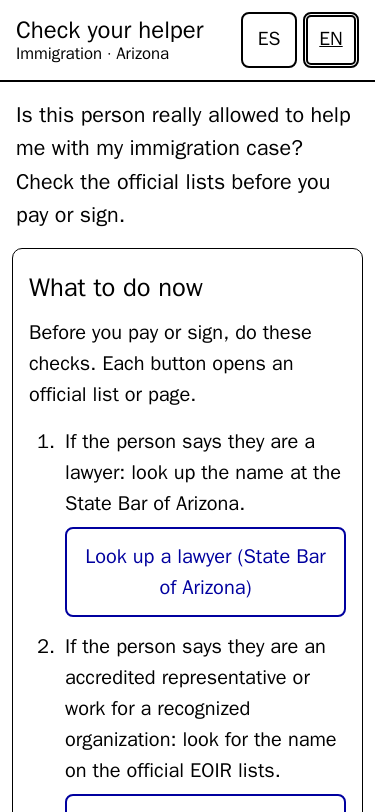 Check your helper
Immigration · Arizona
ES
EN
Is this person really allowed to help
me with my immigration case?
Check the official lists before you
pay or sign.
What to do now
Before you pay or sign, do these
checks. Each button opens an
official list or page.
1. If the person says they are a
lawyer: look up the name at the
State Bar of Arizona.
Look up a lawyer (State Bar
of Arizona)
2. If the person says they are an
accredited representative or
work for a recognized
organization: look for the name
on the official EOIR lists.